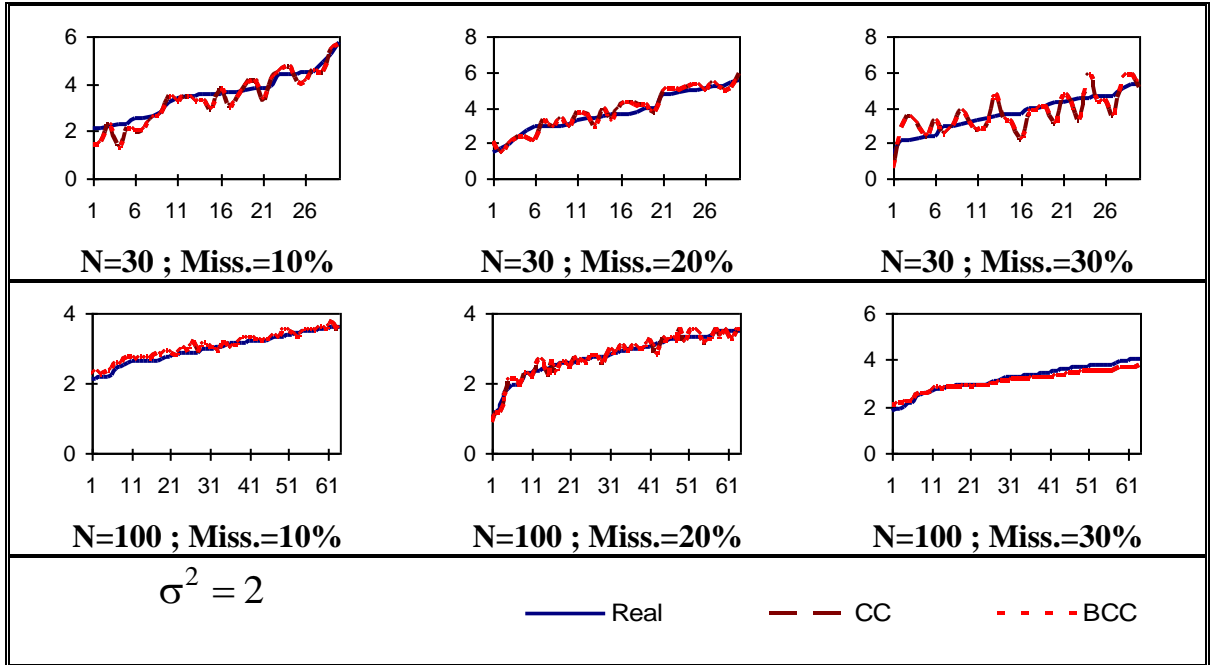 6
4
2
0
1 6 11 16 21 26
N=30 ; Miss.=10%
8
6
4
2
0
1 6 11 16 21 26
N=30 ; Miss.=20%
8
6
4
2
0
1 6 11 16 21 26
N=30 ; Miss.=30%
4
2
0
1 11 21 31 41 51 61
N=100 ; Miss.=10%
4
2
0
1 11 21 31 41 51 61
N=100 ; Miss.=20%
6
4
2
0
1 11 21 31 41 51 61
N=100 ; Miss.=30%
σ² = 2
Real CC BCC